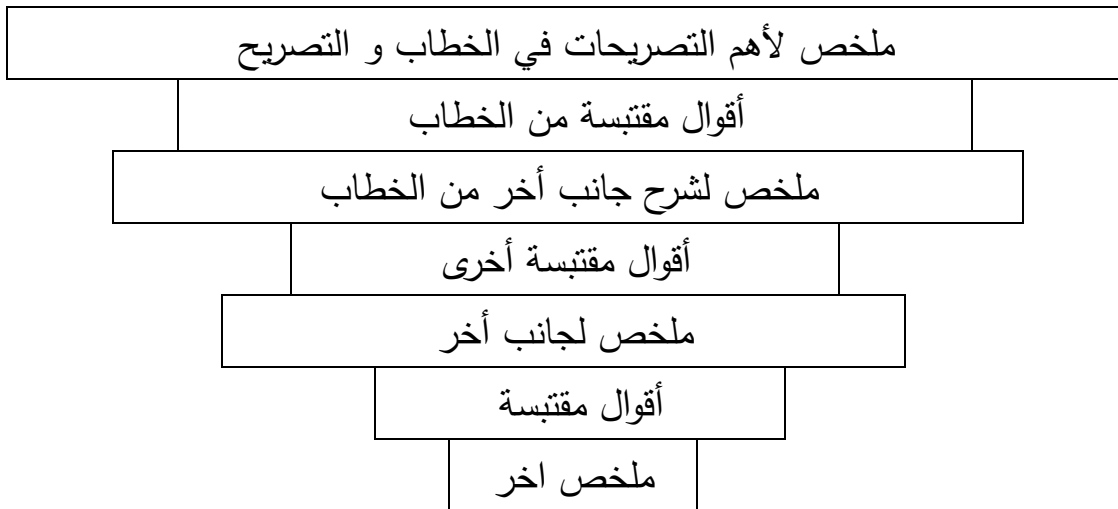 ملخص لأهم التصريحات في الخطاب و التصريح
أقوال مقتبسة من الخطاب
ملخص لشرح جانب أخر من الخطاب
أقوال مقتبسة أخرى
ملخص لجانب أخر
أقوال مقتبسة
ملخص اخر